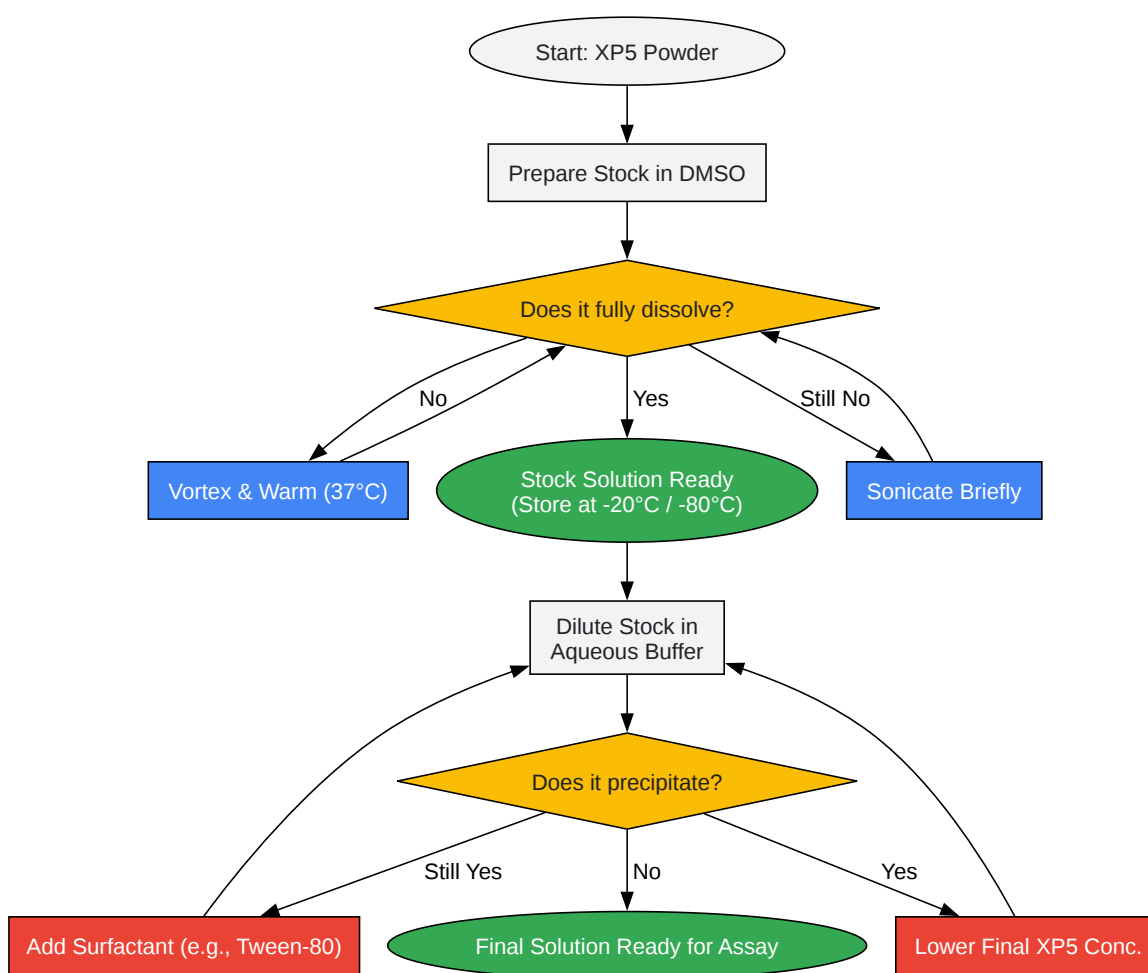 Start: XP5 Powder
Prepare Stock in DMSO
Does it fully dissolve?
No
Yes
Still No
Vortex & Warm (37°C)
Stock Solution Ready
(Store at -20°C / -80°C)
Sonicate Briefly
Dilute Stock in
Aqueous Buffer
Does it precipitate?
Still Yes
No
Yes
Add Surfactant (e.g., Tween-80)
Final Solution Ready for Assay
Lower Final XP5 Conc.